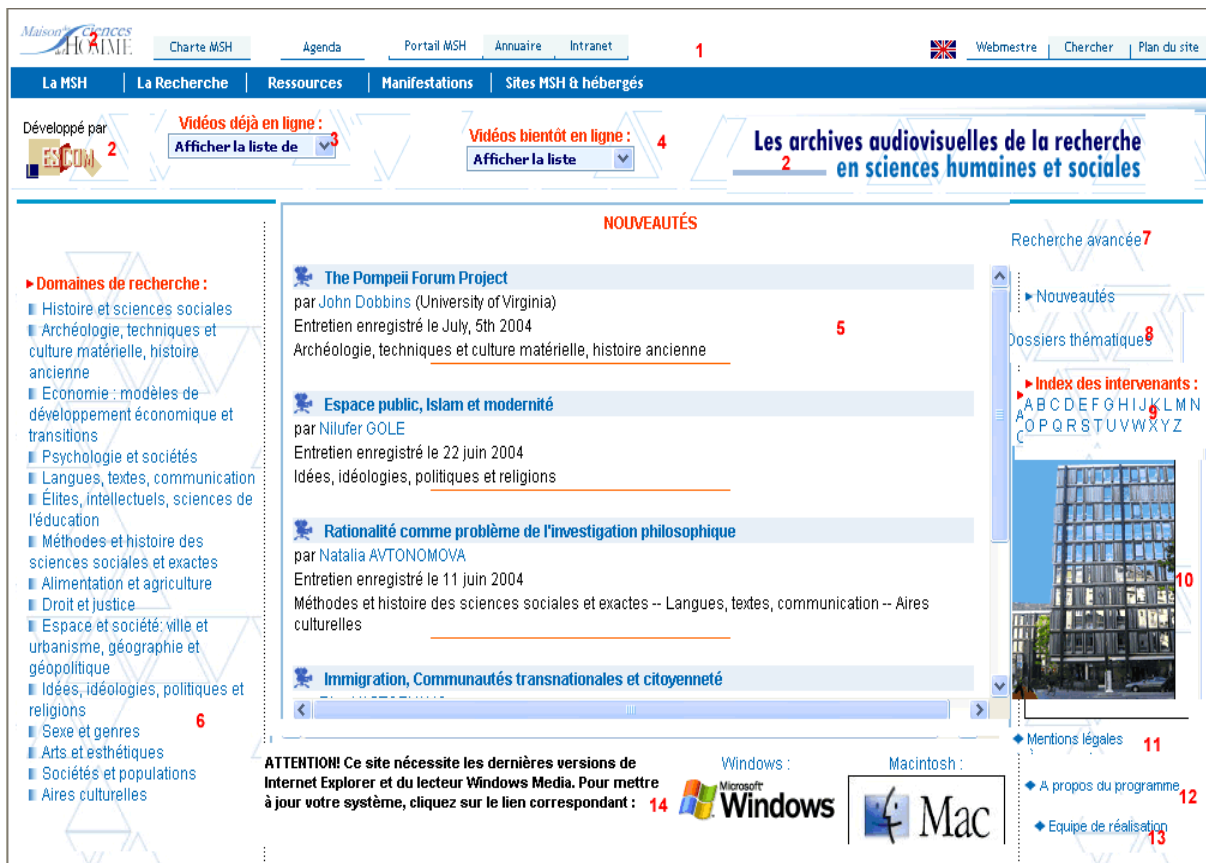 Maison des Sciences
de l'HOMME 2
Charte MSH
Agenda
Portail MSH
Annuaire
Intranet
1
Webmestre
Chercher
Plan du site
La MSH
La Recherche
Ressources
Manifestations
Sites MSH & hébergés
Développé par
ESCOM 2
Vidéos déjà en ligne :
Afficher la liste de 3
Vidéos bientôt en ligne :
Afficher la liste 4
Les archives audiovisuelles de la recherche
2 en sciences humaines et sociales
Domaines de recherche :
Histoire et sciences sociales
Archéologie, techniques et
culture matérielle, histoire
ancienne
Economie : modèles de
développement économique et
transitions
Psychologie et sociétés
Langues, textes, communication
Élites, intellectuels, sciences de
l'éducation
Méthodes et histoire des
sciences sociales et exactes
Alimentation et agriculture
Droit et justice
Espace et société: ville et
urbanisme, géographie et
géopolitique
Idées, idéologies, politiques et
religions 6
Sexe et genres
Arts et esthétiques
Sociétés et populations
Aires culturelles
NOUVEAUTÉS
The Pompeii Forum Project
par John Dobbins (University of Virginia)
Entretien enregistré le July, 5th 2004 5
Archéologie, techniques et culture matérielle, histoire ancienne
Espace public, Islam et modernité
par Nilufer GOLE
Entretien enregistré le 22 juin 2004
Idées, idéologies, politiques et religions
Rationalité comme problème de l'investigation philosophique
par Natalia AVTONOMOVA
Entretien enregistré le 11 juin 2004
Méthodes et histoire des sciences sociales et exactes -- Langues, textes, communication -- Aires
culturelles
Immigration, Communautés transnationales et citoyenneté
Recherche avancée 7
Nouveautés
Dossiers thématiques 8
Index des intervenants :
A B C D E F G H I J K L M N
O P Q R S T U V W X Y Z 9
10
Mentions légales 11
A propos du programme 12
Equipe de réalisation 13
ATTENTION! Ce site nécessite les dernières versions de
Internet Explorer et du lecteur Windows Media. Pour mettre
à jour votre système, cliquez sur le lien correspondant : 14
Windows :
Microsoft
Windows
Macintosh :
Mac